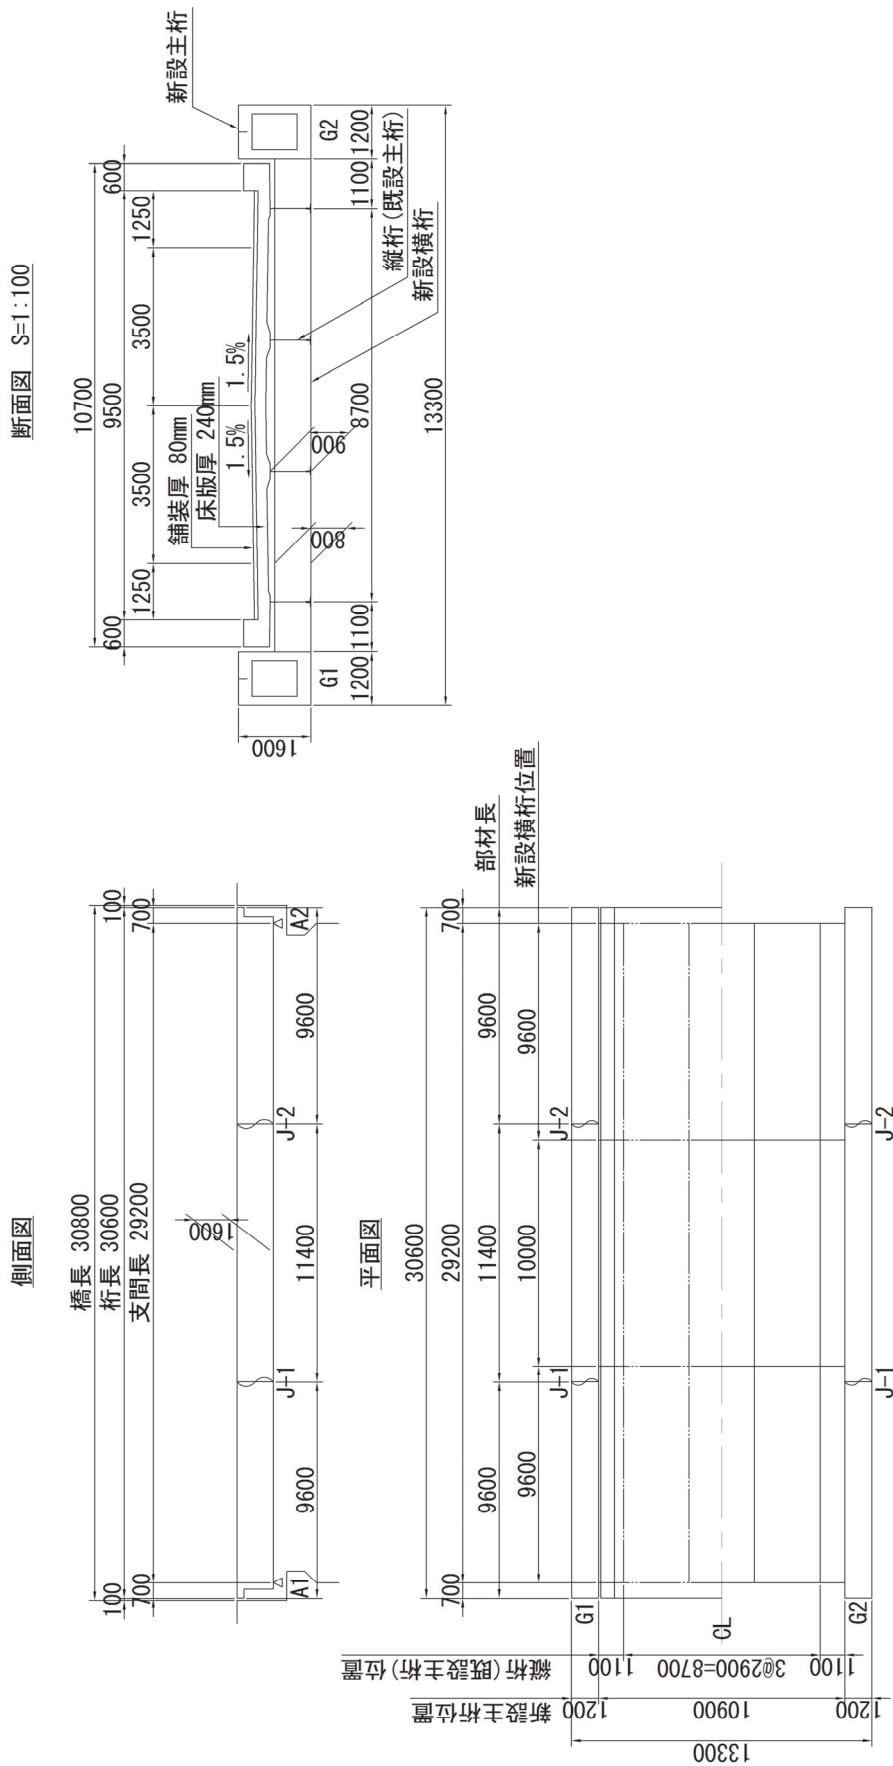 側面図
橋長 30800
桁長 30600
支間長 29200
100
700
100
700
1600
A1
A2
J-1
J-2
9600
11400
9600
平面図
30600
700
29200
700
9600
11400
9600
部材長
9600
10000
9600
新設横桁位置
J-1
J-2
G1
CL
G2
J-1
J-2
縦桁(既設主桁)位置
1100
3@2900=8700
1100
新設主桁位置
1200
10900
1200
13300
断面図 S=1:100
10700
600
9500
600
1250
3500
3500
1250
舗装厚 80mm
床版厚 240mm
1.5%
1.5%
新設主桁
1600
G1
G2
800
900
1200
1100
8700
1100
1200
縦桁(既設主桁)
新設横桁
13300